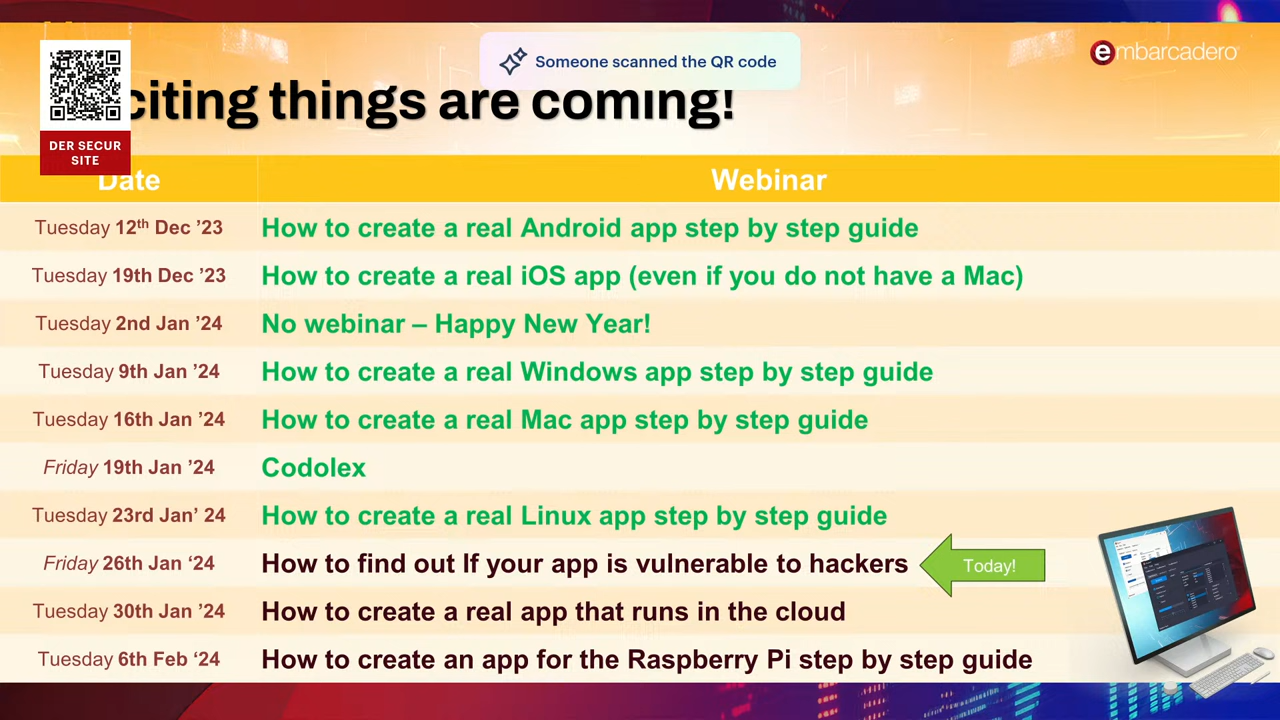 Someone scanned the QR code
embarcadero
citing things are coming!
DER SECUR
SITE
Date
Webinar
Tuesday 12th Dec ’23 How to create a real Android app step by step guide
Tuesday 19th Dec ’23 How to create a real iOS app (even if you do not have a Mac)
Tuesday 2nd Jan ’24 No webinar – Happy New Year!
Tuesday 9th Jan ’24 How to create a real Windows app step by step guide
Tuesday 16th Jan ’24 How to create a real Mac app step by step guide
Friday 19th Jan ’24 Codolex
Tuesday 23rd Jan’ 24 How to create a real Linux app step by step guide
Friday 26th Jan ‘24 How to find out If your app is vulnerable to hackers Today!
Tuesday 30th Jan ’24 How to create a real app that runs in the cloud
Tuesday 6th Feb ‘24 How to create an app for the Raspberry Pi step by step guide